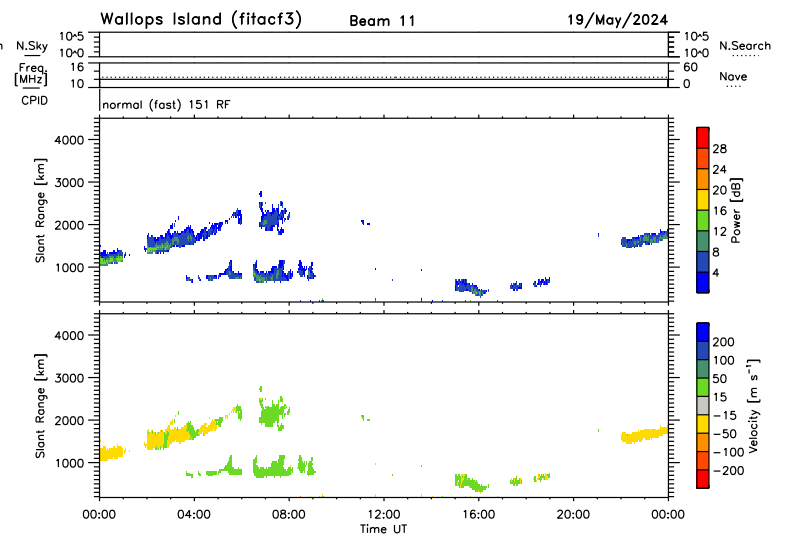 Wallops Island (fitacf3) Beam 11 19/May/2024
N.Sky 10^5 10^5 N.Search
10^0 10^0
Freq. 16 60 Nave
[MHz] 10 0
CPID normal (fast) 151 RF
Slant Range [km]
4000
3000
2000
1000
28
24
20
16
12
8
4
Power [dB]
Slant Range [km]
4000
3000
2000
1000
200
100
50
15
-15
-50
-100
-200
Velocity [m s⁻¹]
00:00 04:00 08:00 12:00 16:00 20:00 00:00
Time UT